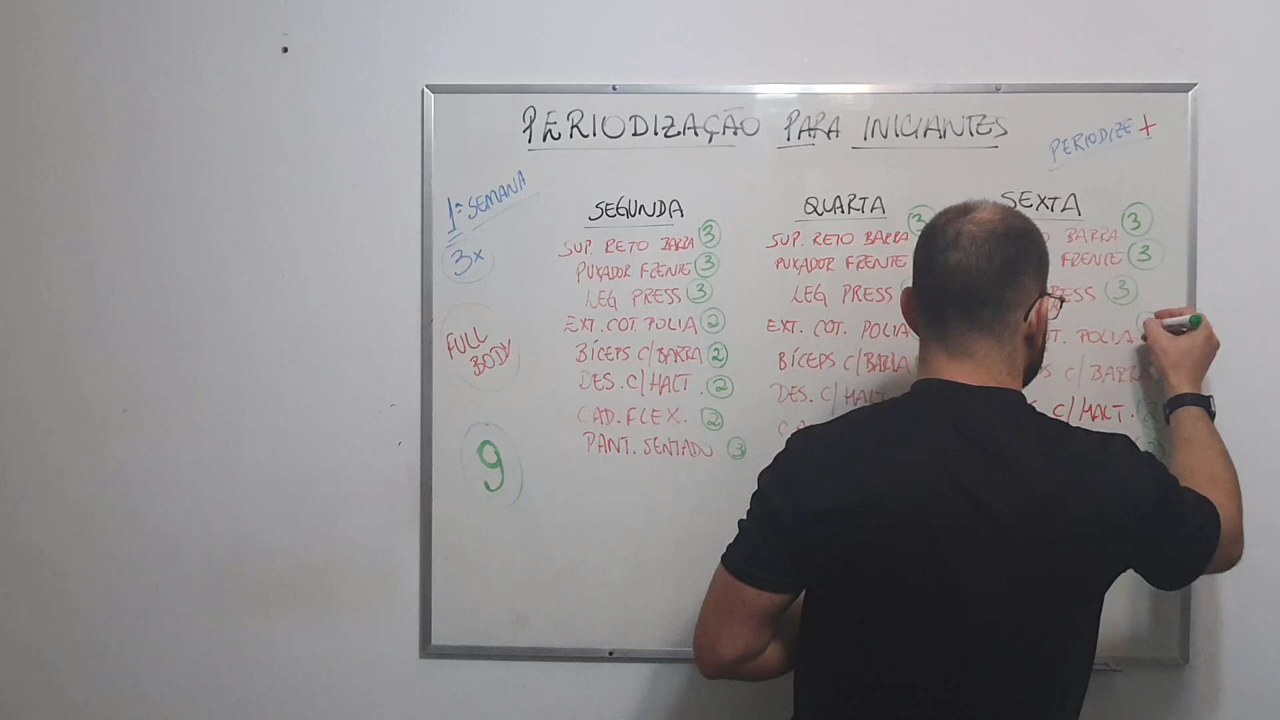 PERIODIZAÇÃO PARA INICIANTES
PERIODIZE +
1ª SEMANA
3x
FULL
BODY
9
SEGUNDA
SUP. RETO BARRA 3
PUXADOR FRENTE 3
LEG PRESS 3
EXT. COT. POLIA 2
BÍCEPS C/BARRA 2
DES. C/HALT. 2
CAD. FLEX. 2
PANT. SENTADO 3
QUARTA
SUP. RETO BARRA 3
PUXADOR FRENTE
LEG PRESS
EXT. COT. POLIA
BÍCEPS C/BARRA
DES. C/HALT
SEXTA
BARRA 3
FRENTE 3
3
POLIA
C/BARR
C/HALT.